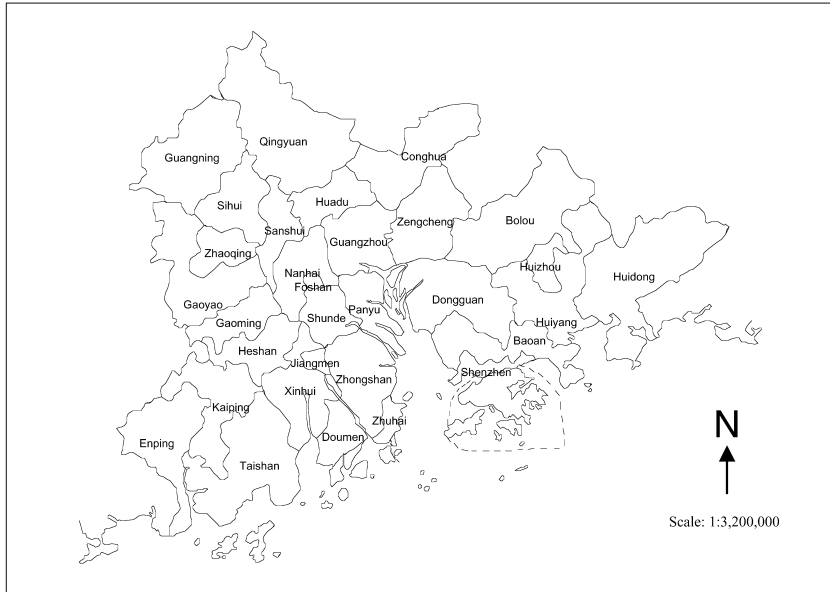 Qingyuan
Conghua
Guangning
Sihui
Huadu
Zengcheng
Bolou
Sanshui
Guangzhou
Zhaoqing
Nanhai
Huizhou
Huidong
Foshan
Dongguan
Gaoyao
Panyu
Gaoming
Shunde
Huiyang
Baoan
Heshan
Jiangmen
Shenzhen
Zhongshan
Xinhui
Kaiping
Zhuhai
Doumen
Enping
Taishan
N
Scale: 1:3,200,000